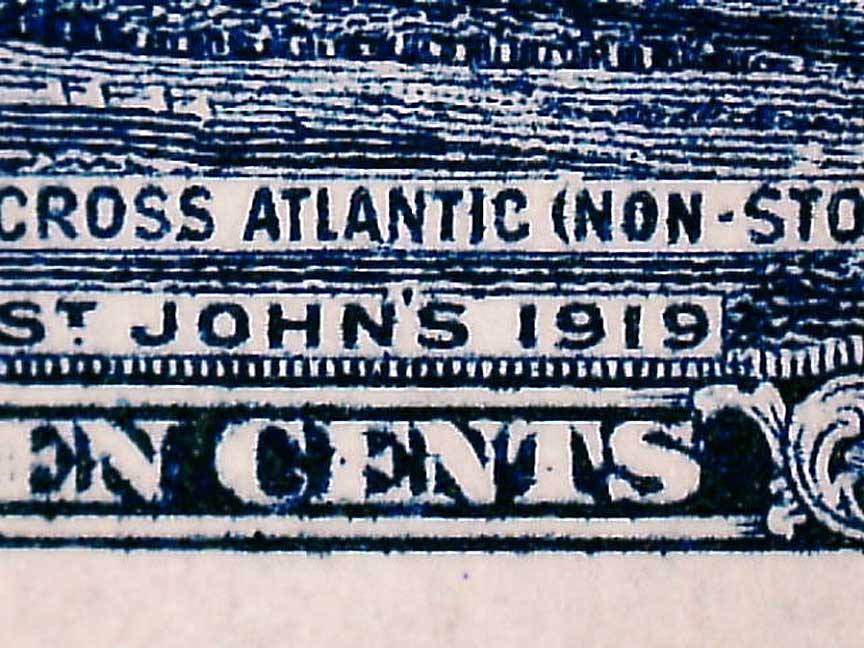 CROSS ATLANTIC (NON-STO
ST JOHN'S 1919
EN CENTS